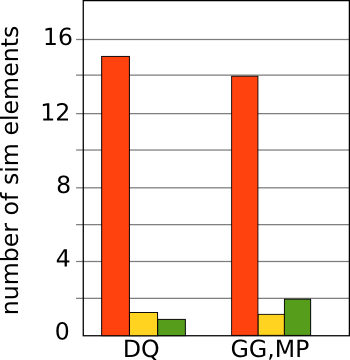 number of sim elements
16
12
8
4
0
DQ
GG,MP